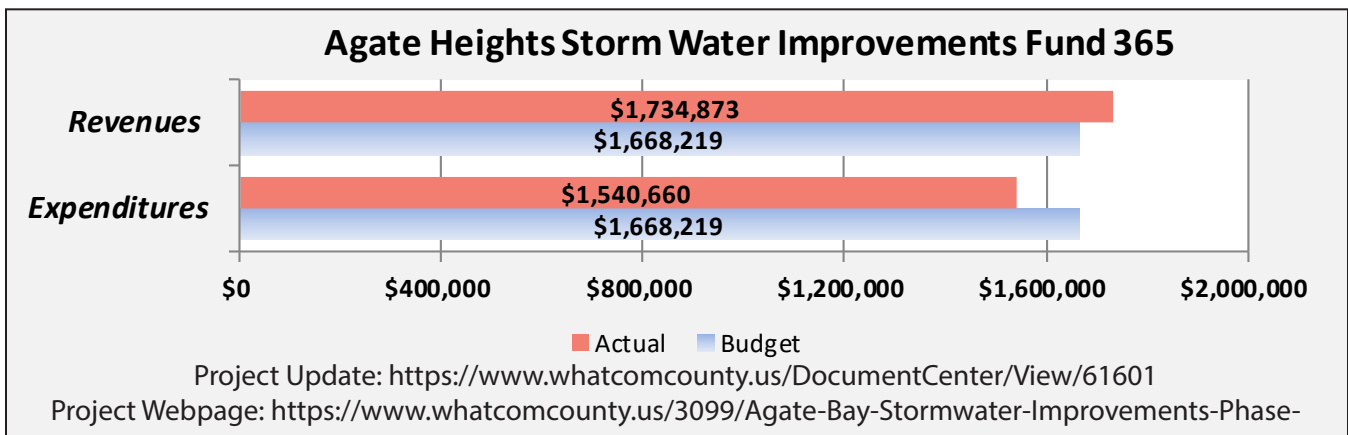 Agate Heights Storm Water Improvements Fund 365
Revenues
$1,734,873
$1,668,219
Expenditures
$1,540,660
$1,668,219
$0 $400,000 $800,000 $1,200,000 $1,600,000 $2,000,000
Actual Budget
Project Update: https://www.whatcomcounty.us/DocumentCenter/View/61601
Project Webpage: https://www.whatcomcounty.us/3099/Agate-Bay-Stormwater-Improvements-Phase-